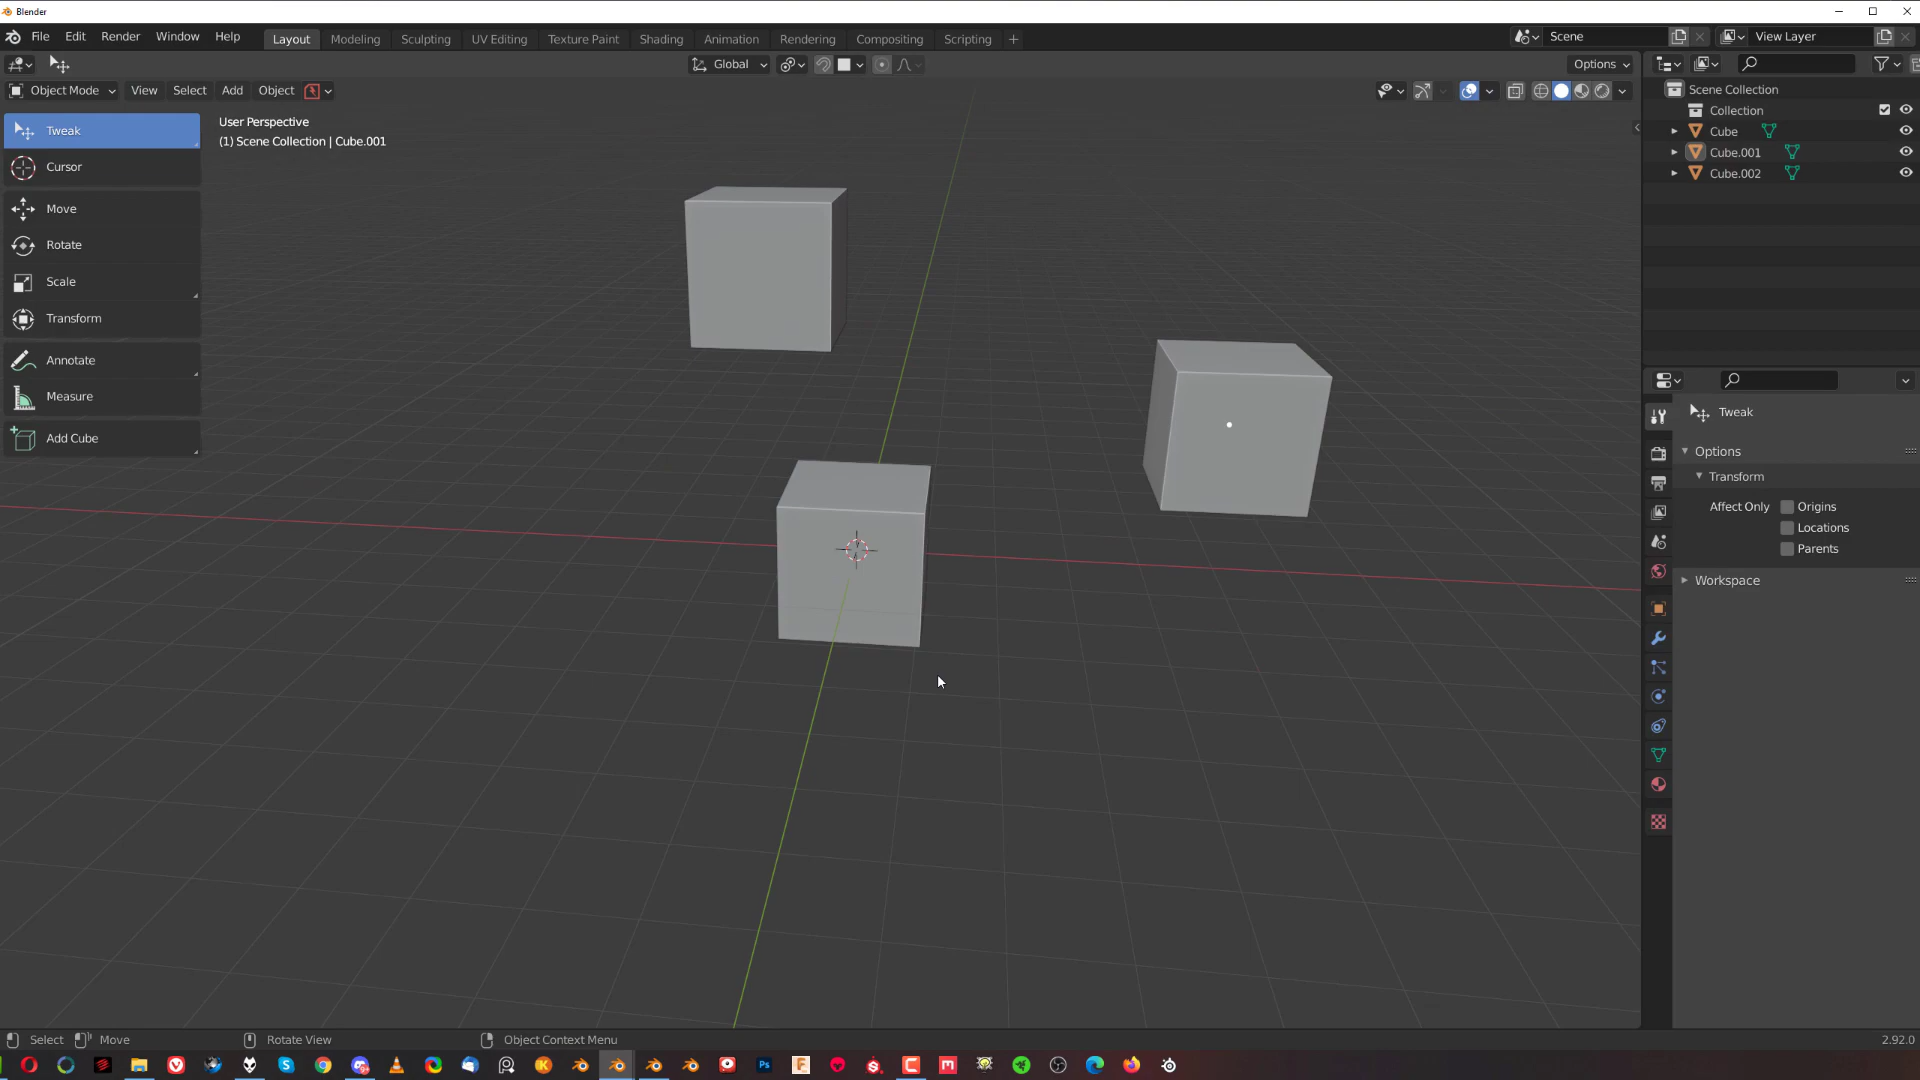 Blender
File Edit Render Window Help Layout Modeling Sculpting UV Editing Texture Paint Shading Animation Rendering Compositing Scripting + Scene View Layer
Global Options
Object Mode View Select Add Object
Tweak
Cursor
Move
Rotate
Scale
Transform
Annotate
Measure
Add Cube
User Perspective
(1) Scene Collection | Cube.001
Scene Collection
Collection
Cube
Cube.001
Cube.002
Tweak
Options
Transform
Affect Only Origins
Locations
Parents
Workspace
Select Move Rotate View Object Context Menu 2.92.0